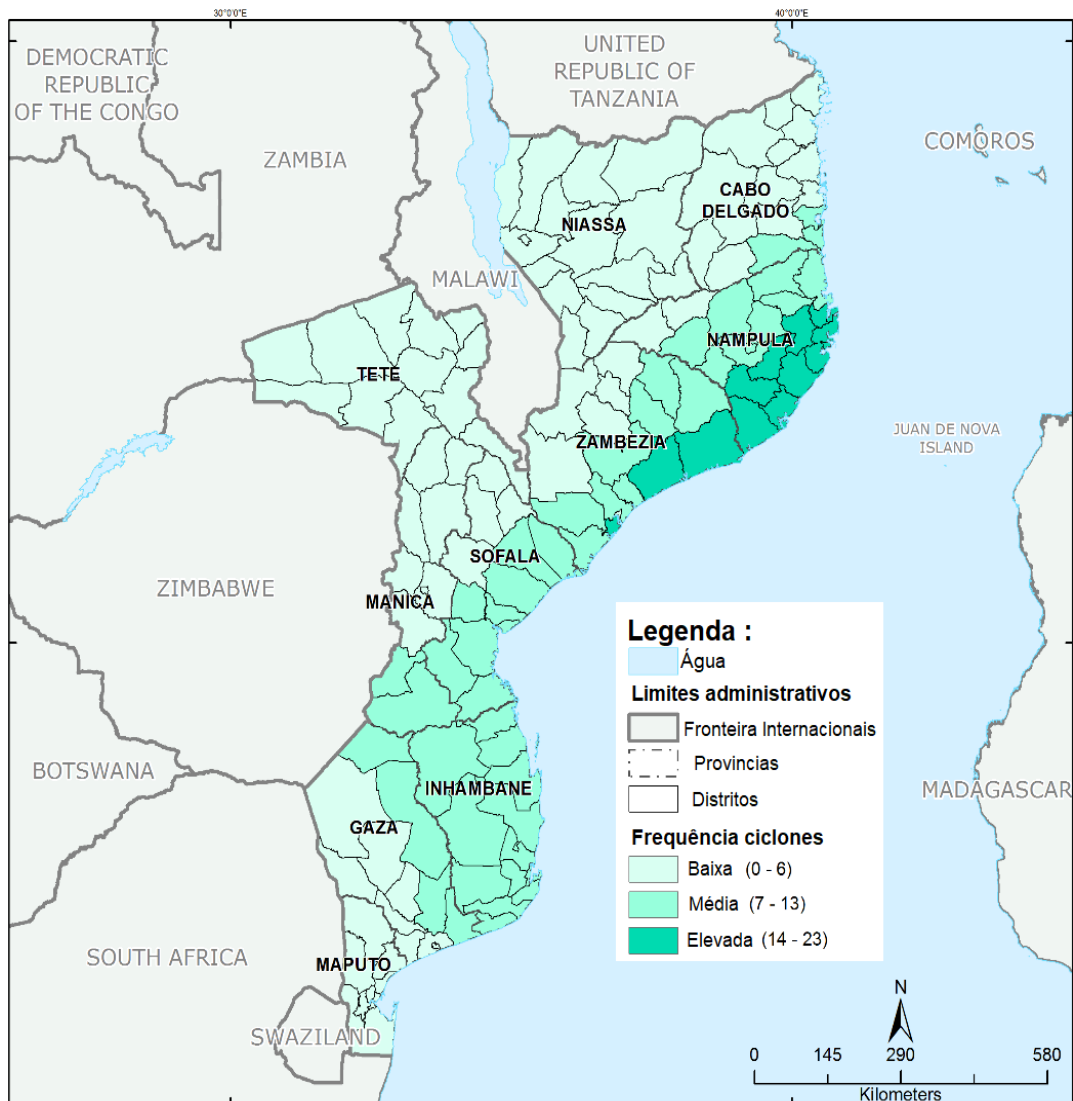 30°0'0"E
40°0'0"E
DEMOCRATIC
REPUBLIC
OF THE CONGO
UNITED
REPUBLIC OF
TANZANIA
ZAMBIA
COMOROS
CABO
DELGADO
NIASSA
MALAWI
NAMPULA
TETE
JUAN DE NOVA
ISLAND
ZAMBEZIA
SOFALA
ZIMBABWE
MANICA
BOTSWANA
INHAMBANE
MADAGASCAR
GAZA
SOUTH AFRICA
MAPUTO
SWAZILAND
Legenda :
Água
Limites administrativos
Fronteira Internacionais
Provincias
Distritos
Frequência ciclones
Baixa (0 - 6)
Média (7 - 13)
Elevada (14 - 23)
N
0 145 290 580
Kilometers